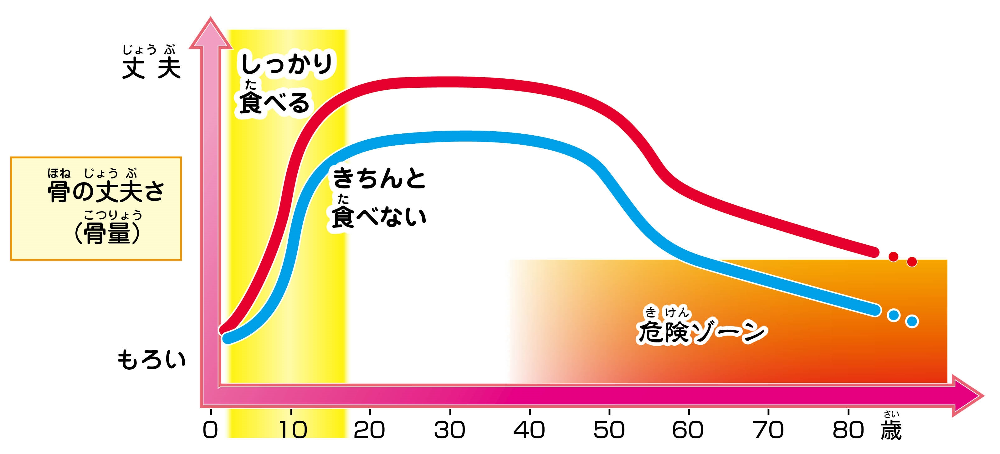 じょうぶ
丈夫
しっかり
た
食べる
ほね じょうぶ
骨の丈夫さ
こつりょう
（骨量）
きちんと
た
食べない
きけん
危険ゾーン
もろい
0 10 20 30 40 50 60 70 80 歳
さい